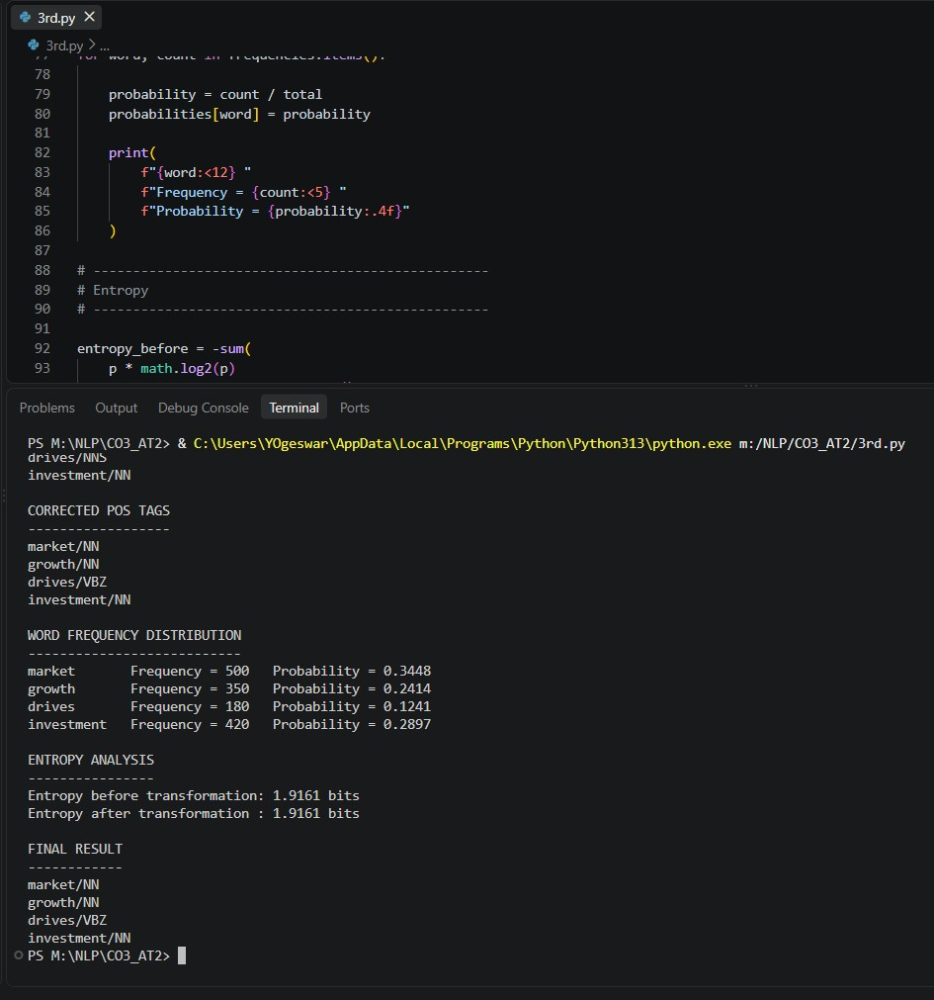 3rd.py
3rd.py > ...
77 for word, count in frequencies.items():
78
79 probability = count / total
80 probabilities[word] = probability
81
82 print(
83 f"{word:<12} "
84 f"Frequency = {count:<5} "
85 f"Probability = {probability:.4f}"
86 )
87
88 # --------------------------------------------------
89 # Entropy
90 # --------------------------------------------------
91
92 entropy_before = -sum(
93 p * math.log2(p)
Problems Output Debug Console Terminal Ports
PS M:\NLP\CO3_AT2> & C:\Users\YOgeswar\AppData\Local\Programs\Python\Python313\python.exe m:/NLP/CO3_AT2/3rd.py
drives/NNS
investment/NN
CORRECTED POS TAGS
------------------
market/NN
growth/NN
drives/VBZ
investment/NN
WORD FREQUENCY DISTRIBUTION
---------------------------
market Frequency = 500 Probability = 0.3448
growth Frequency = 350 Probability = 0.2414
drives Frequency = 180 Probability = 0.1241
investment Frequency = 420 Probability = 0.2897
ENTROPY ANALYSIS
----------------
Entropy before transformation: 1.9161 bits
Entropy after transformation : 1.9161 bits
FINAL RESULT
------------
market/NN
growth/NN
drives/VBZ
investment/NN
PS M:\NLP\CO3_AT2>